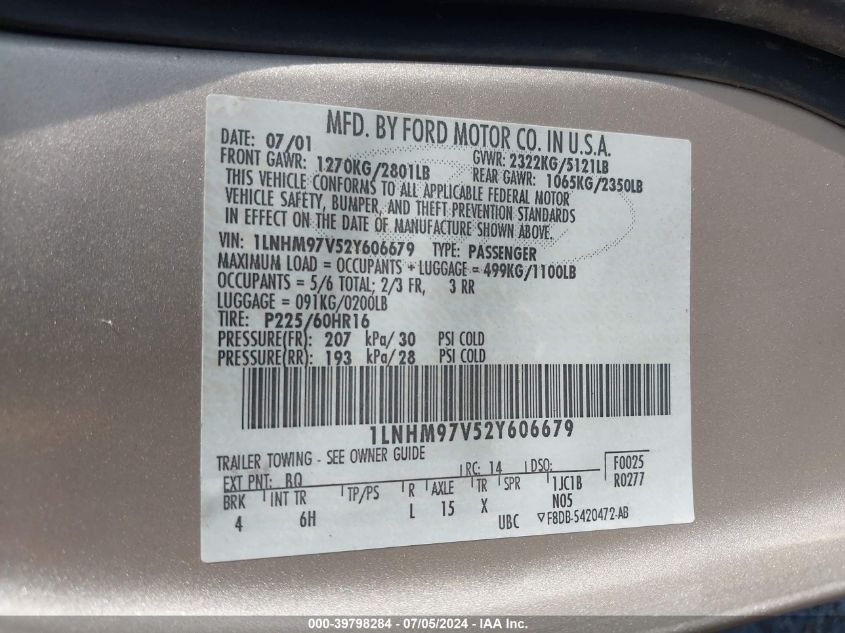 MFD. BY FORD MOTOR CO. IN U.S.A.
DATE: 07/01 GVWR: 2322KG/5121LB
FRONT GAWR: 1270KG/2801LB REAR GAWR: 1065KG/2350LB
THIS VEHICLE CONFORMS TO ALL APPLICABLE FEDERAL MOTOR
VEHICLE SAFETY, BUMPER, AND THEFT PREVENTION STANDARDS
IN EFFECT ON THE DATE OF MANUFACTURE SHOWN ABOVE.
VIN: 1LNHM97V52Y606679 TYPE: PASSENGER
MAXIMUM LOAD = OCCUPANTS + LUGGAGE = 499KG/1100LB
OCCUPANTS = 5/6 TOTAL; 2/3 FR, 3 RR
LUGGAGE = 091KG/0200LB
TIRE: P225/60HR16
PRESSURE(FR): 207 kPa/30 PSI COLD
PRESSURE(RR): 193 kPa/28 PSI COLD
1LNHM97V52Y606679
TRAILER TOWING - SEE OWNER GUIDE
EXT PNT: BQ RC: 14 DSO: F0025
BRK INT TR TP/PS R AXLE TR SPR 1JC1B R0277
4 6H L 15 X N05
UBC F8DB-5420472-AB
000-39798284 - 07/05/2024 - IAA Inc.